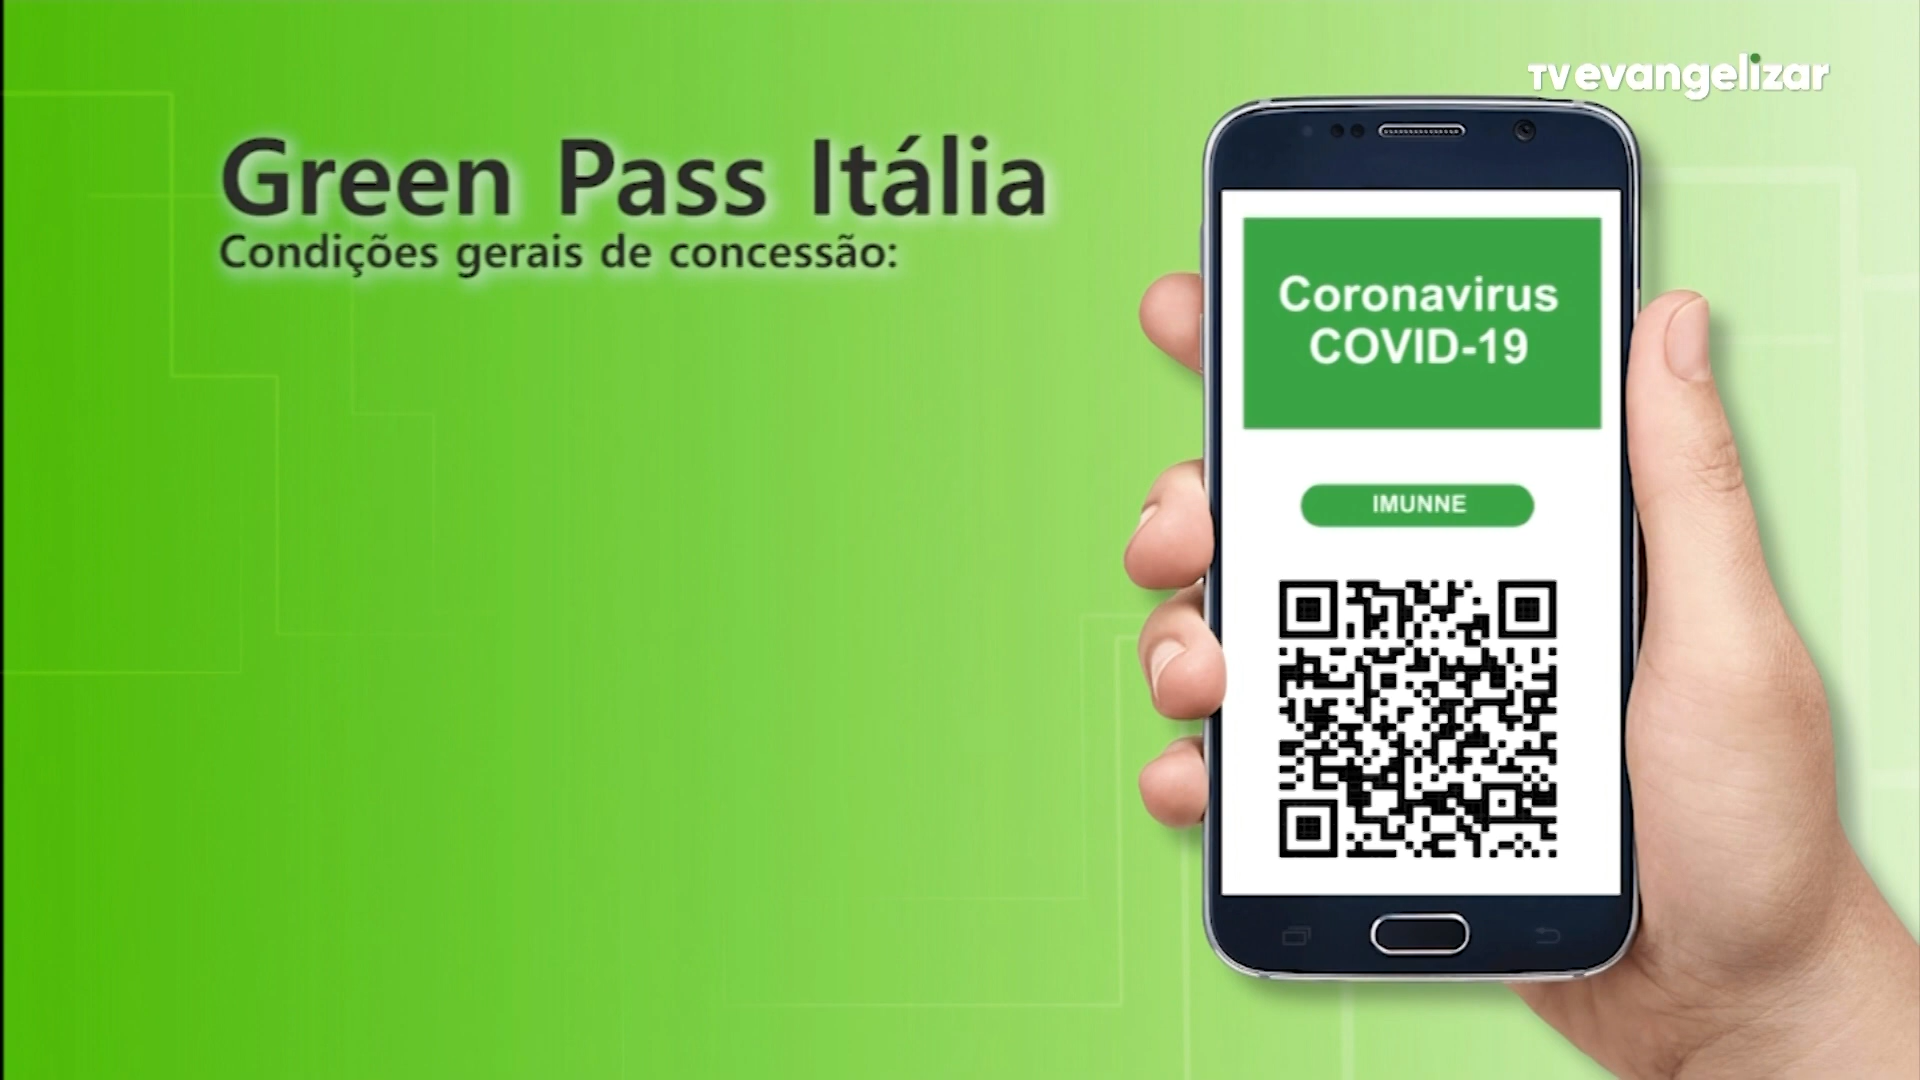 TVevangelizar
Green Pass Itália
Condições gerais de concessão:
Coronavirus
COVID-19
IMUNNE